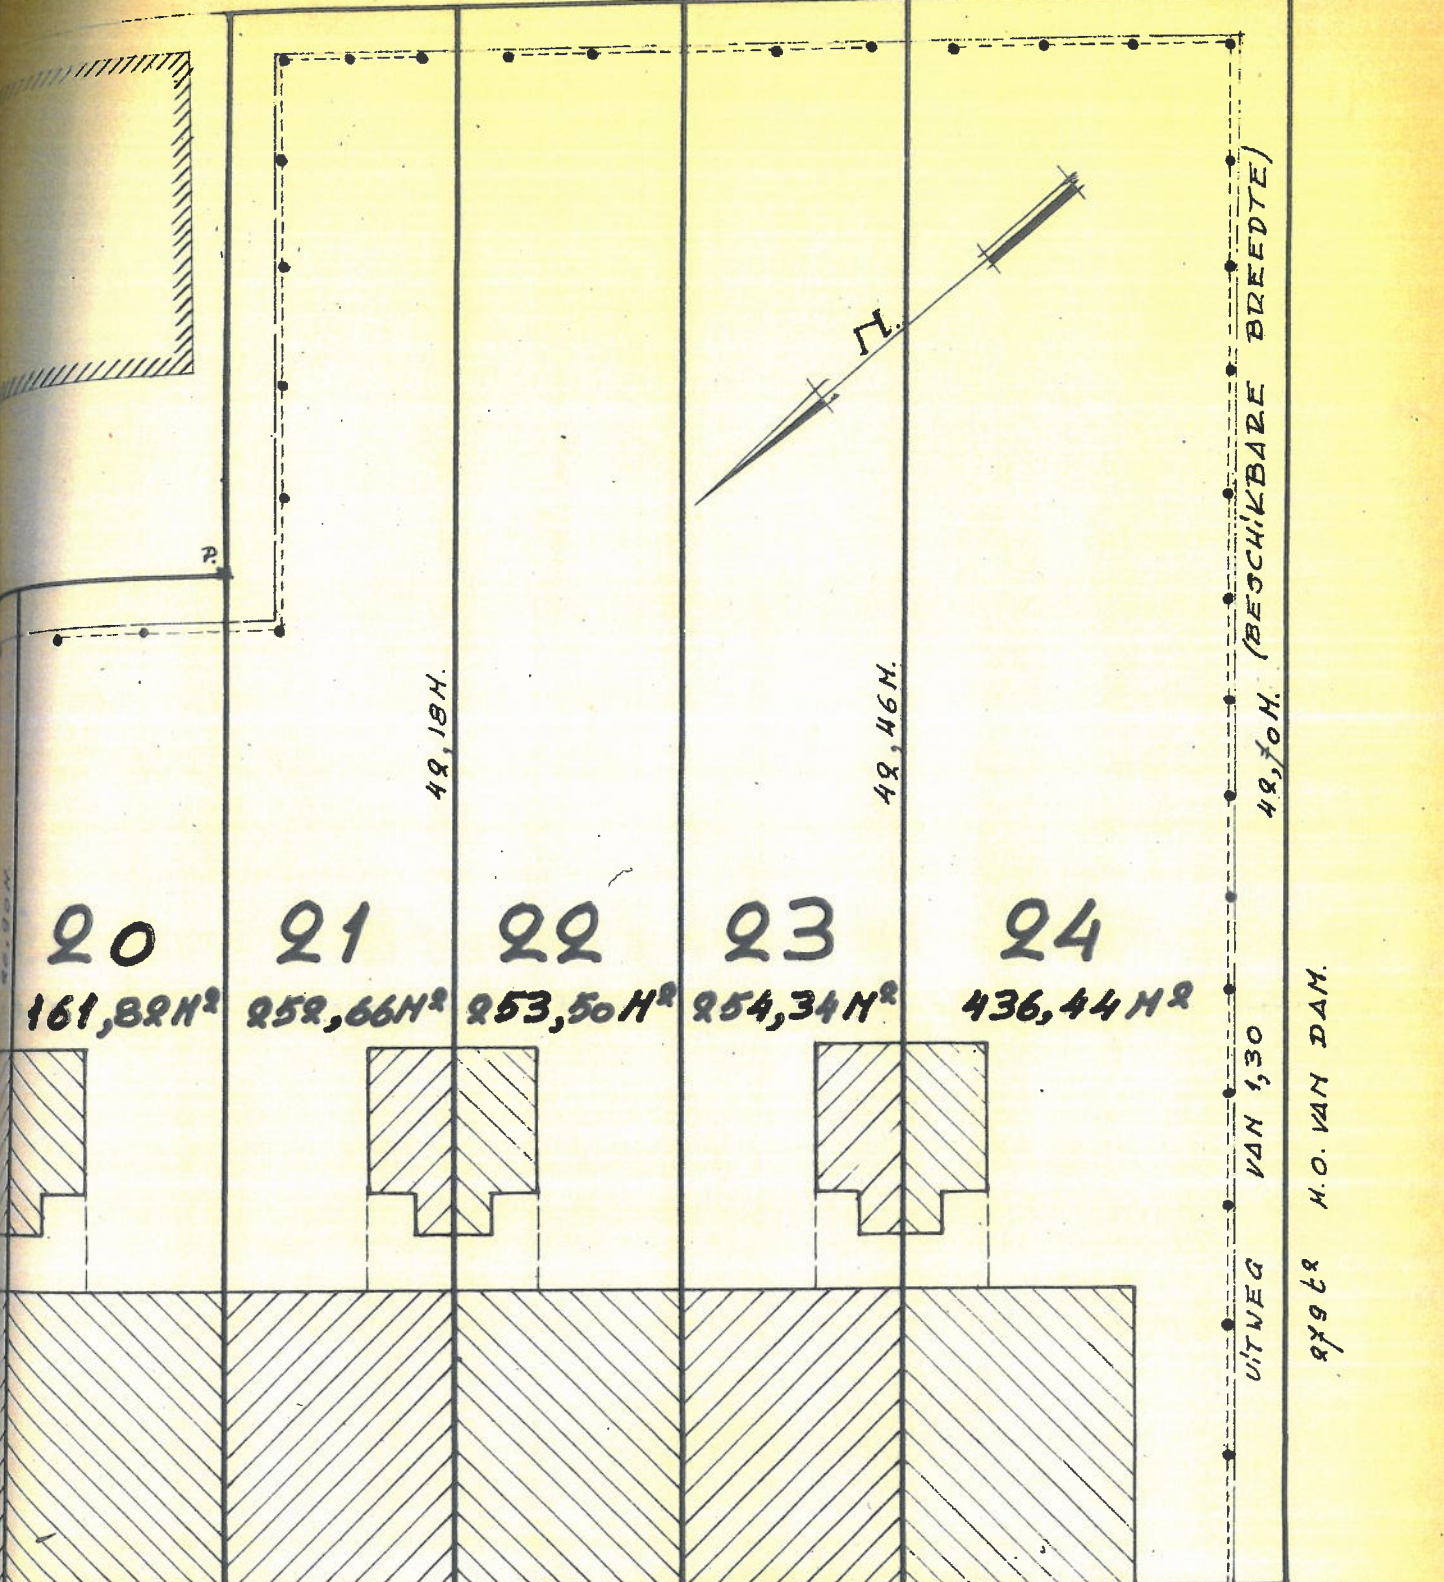 N.
P.
42,18M.
42,46M.
42,70M. (BESCHIKBARE BREEDTE)
20 21 22 23 24
161,82M² 252,66M² 253,50M² 254,34M² 436,44M²
UITWEG VAN 1,30
M.O. VAN DAM.